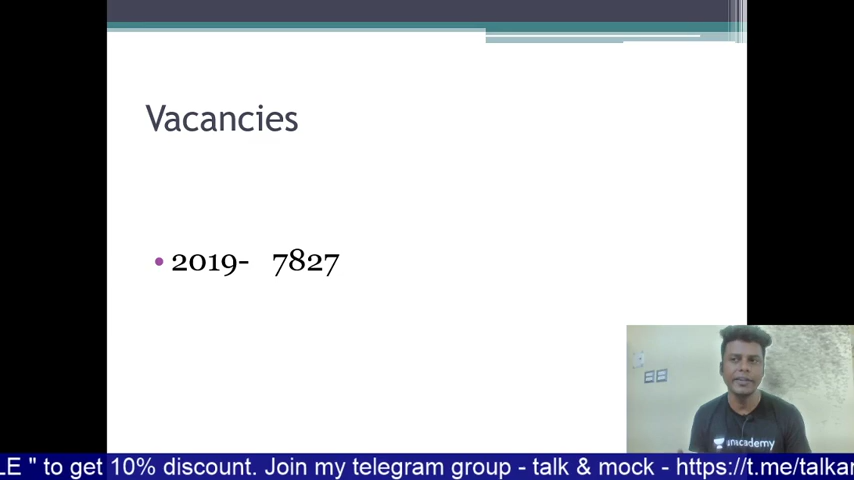 Vacancies
• 2019- 7827
unacademy
LE " to get 10% discount. Join my telegram group - talk & mock - https://t.me/talkar